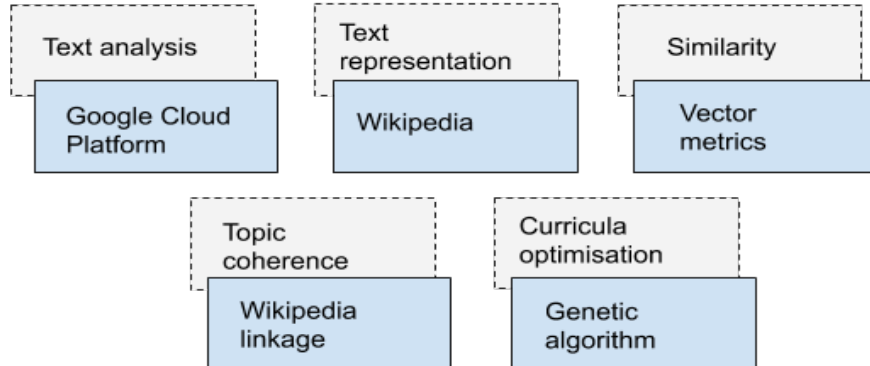 Text analysis
Google Cloud
Platform
Text
representation
Wikipedia
Similarity
Vector
metrics
Topic
coherence
Wikipedia
linkage
Curricula
optimisation
Genetic
algorithm